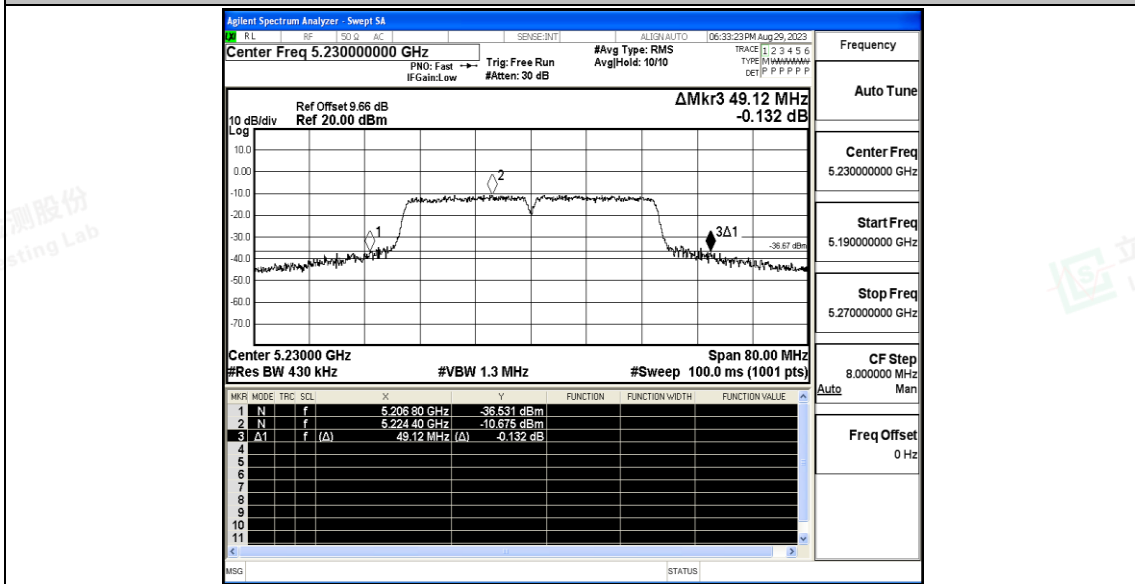 Agilent Spectrum Analyzer - Swept SA
RL RF 50 Ω AC SENSE:INT ALIGN AUTO 06:33:23 PM Aug 29, 2023
Center Freq 5.230000000 GHz
PNO: Fast
IFGain:Low
Trig: Free Run
#Atten: 30 dB
#Avg Type: RMS
Avg|Hold: 10/10
TRACE 1 2 3 4 5 6
TYPE M WWWWW
DET P P P P P P
Ref Offset 9.66 dB
10 dB/div Ref 20.00 dBm
Log
ΔMkr3 49.12 MHz
-0.132 dB
10.0
0.00
-10.0
-20.0
-30.0
-40.0
-50.0
-60.0
-70.0
2
1
3Δ1
-36.67 dBm
Center 5.23000 GHz Span 80.00 MHz
#Res BW 430 kHz #VBW 1.3 MHz #Sweep 100.0 ms (1001 pts)
MKR MODE TRC SCL X Y FUNCTION FUNCTION WIDTH FUNCTION VALUE
1 N f 5.206 80 GHz -36.531 dBm
2 N f 5.224 40 GHz -10.675 dBm
3 Δ1 f (Δ) 49.12 MHz (Δ) -0.132 dB
4
5
6
7
8
9
10
11
MSG STATUS
Frequency
Auto Tune
Center Freq
5.230000000 GHz
Start Freq
5.190000000 GHz
Stop Freq
5.270000000 GHz
CF Step
8.000000 MHz
Auto Man
Freq Offset
0 Hz
测股份
sting Lab
立